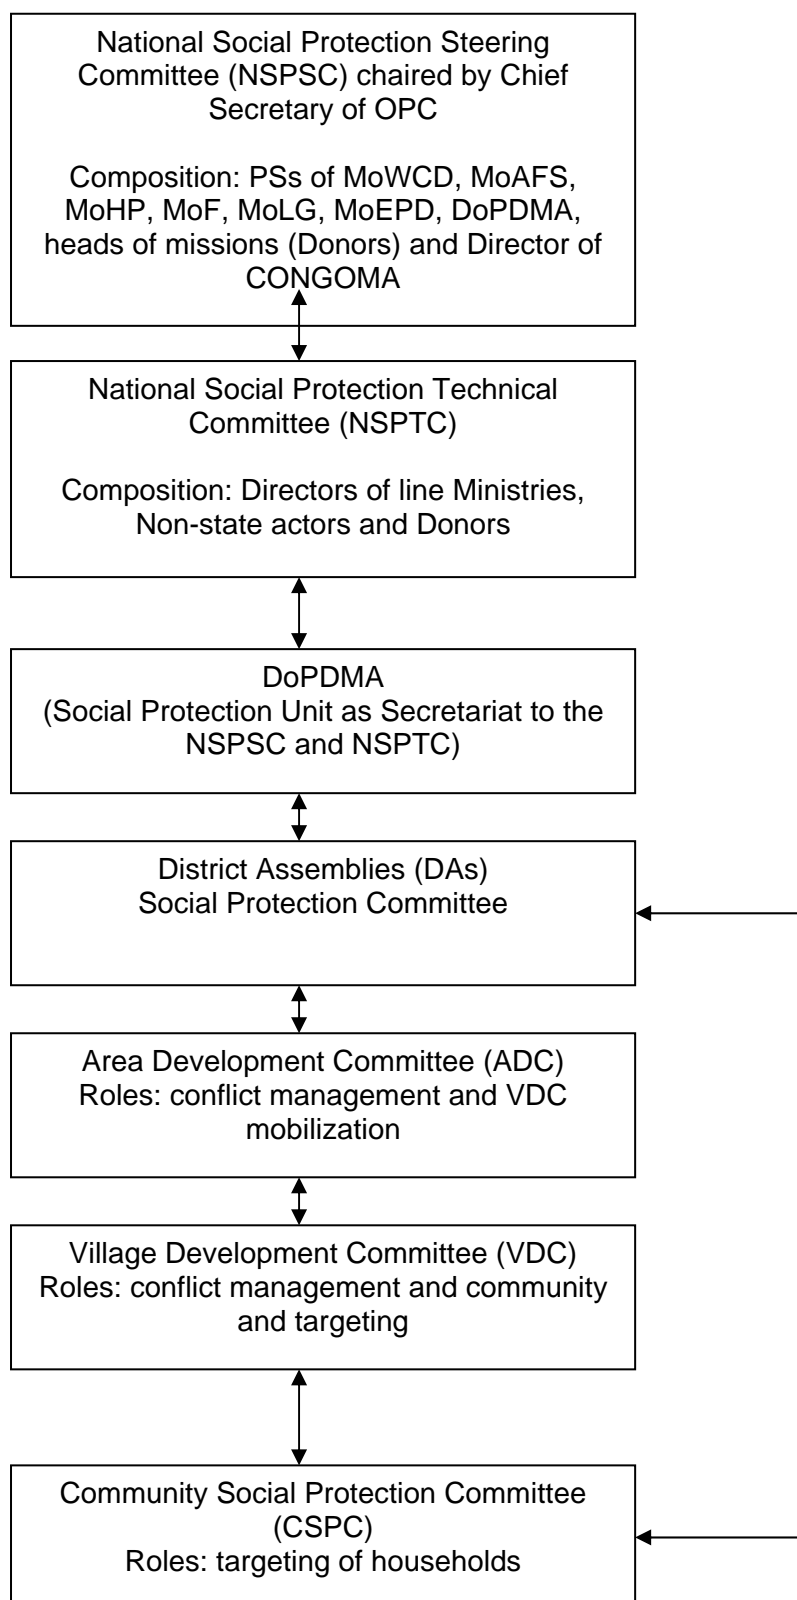 National Social Protection Steering
Committee (NSPSC) chaired by Chief
Secretary of OPC
Composition: PSs of MoWCD, MoAFS,
MoHP, MoF, MoLG, MoEPD, DoPDMA,
heads of missions (Donors) and Director of
CONGOMA
National Social Protection Technical
Committee (NSPTC)
Composition: Directors of line Ministries,
Non-state actors and Donors
DoPDMA
(Social Protection Unit as Secretariat to the
NSPSC and NSPTC)
District Assemblies (DAs)
Social Protection Committee
Area Development Committee (ADC)
Roles: conflict management and VDC
mobilization
Village Development Committee (VDC)
Roles: conflict management and community
and targeting
Community Social Protection Committee
(CSPC)
Roles: targeting of households